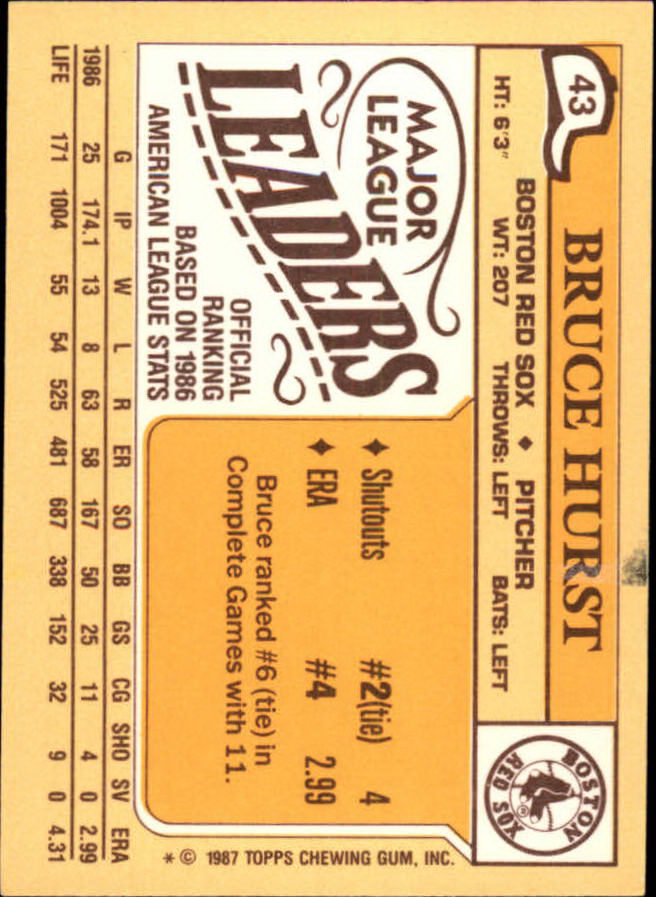 43
BRUCE HURST
BOSTON RED SOX ♦ PITCHER
HT: 6'3" WT: 207 THROWS: LEFT BATS: LEFT
BOSTON
RED SOX
®
MAJOR
LEAGUE
LEADERS
OFFICIAL
RANKING
BASED ON 1986
AMERICAN LEAGUE STATS
♦ Shutouts #2(tie) 4
♦ ERA #4 2.99
Bruce ranked #6 (tie) in
Complete Games with 11.
* © 1987 TOPPS CHEWING GUM, INC.
G IP W L R ER SO BB GS CG SHO SV ERA
1986 25 174.1 13 8 63 58 167 50 25 11 4 0 2.99
LIFE 171 1004 55 54 525 481 687 338 152 32 9 0 4.31